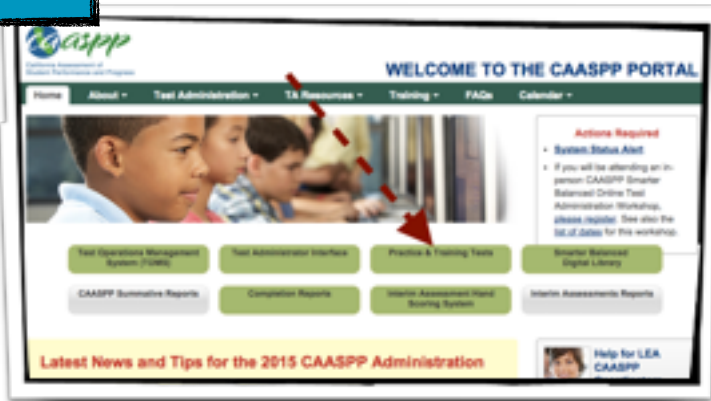 caaspp
California Assessment of
Student Performance and Progress
WELCOME TO THE CAASPP PORTAL
Home About Test Administration TA Resources Training FAQs Calendar
Actions Required
System Status Alert
If you will be attending an in-
person CAASPP Smarter
Balanced Online Test
Administration Workshop,
please register. See also the
list of dates for this workshop.
Test Operations Management
System (TOMS)
Test Administrator Interface
Practice & Training Tests
Smarter Balanced
Digital Library
CAASPP Summative Reports
Completion Reports
Interim Assessment Hand
Scoring System
Interim Assessments Reports
Latest News and Tips for the 2015 CAASPP Administration
Help for LEA
CAASPP